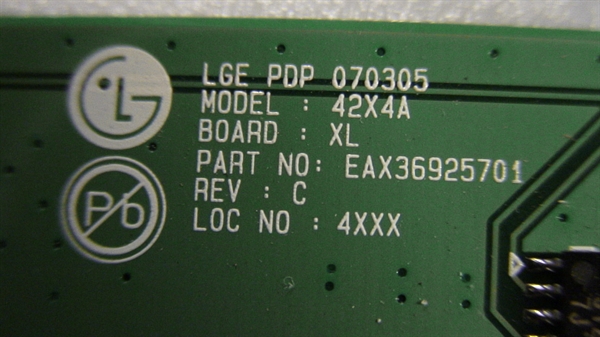 LGE PDP 070305
MODEL : 42X4A
BOARD : XL
PART NO: EAX36925701
REV : C
LOC NO : 4XXX
LG
Pb